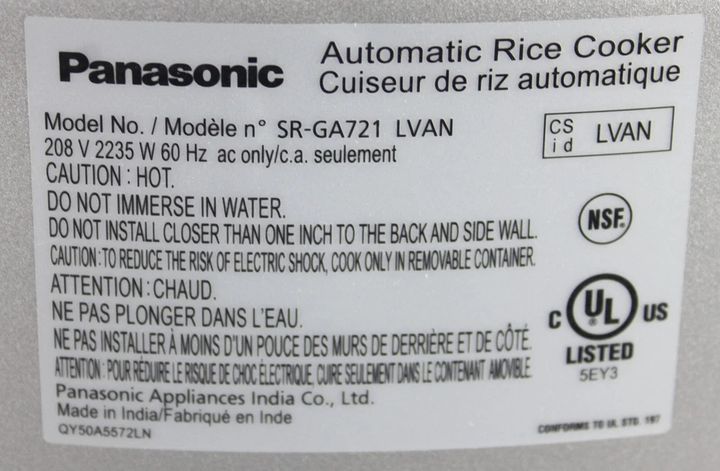 Panasonic
Automatic Rice Cooker
Cuiseur de riz automatique
Model No. / Modèle n° SR-GA721 LVAN
208 V 2235 W 60 Hz ac only/c.a. seulement
CS
id
LVAN
CAUTION : HOT.
DO NOT IMMERSE IN WATER.
DO NOT INSTALL CLOSER THAN ONE INCH TO THE BACK AND SIDE WALL.
CAUTION : TO REDUCE THE RISK OF ELECTRIC SHOCK, COOK ONLY IN REMOVABLE CONTAINER.
NSF®
ATTENTION : CHAUD.
NE PAS PLONGER DANS L'EAU.
NE PAS INSTALLER À MOINS D'UN POUCE DES MURS DE DERRIÈRE ET DE CÔTÉ.
ATTENTION : POUR RÉDUIRE LE RISQUE DE CHOC ÉLECTRIQUE, CUIRE SEULEMENT DANS LE CONTENANT AMOVIBLE.
C UL® US
LISTED
5EY3
Panasonic Appliances India Co., Ltd.
Made in India/Fabriqué en Inde
QY50A5572LN
CONFORMS TO UL STD. 197